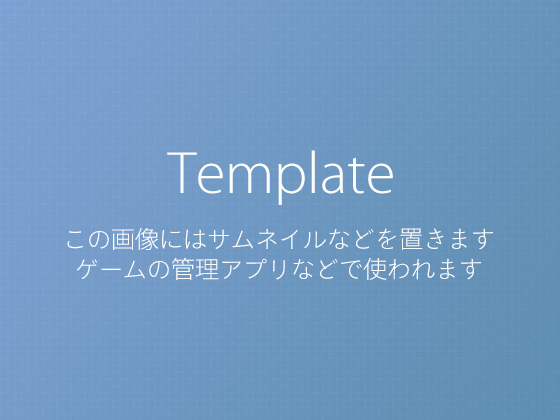 Template
この画像にはサムネイルなどを置きます
ゲームの管理アプリなどで使われます